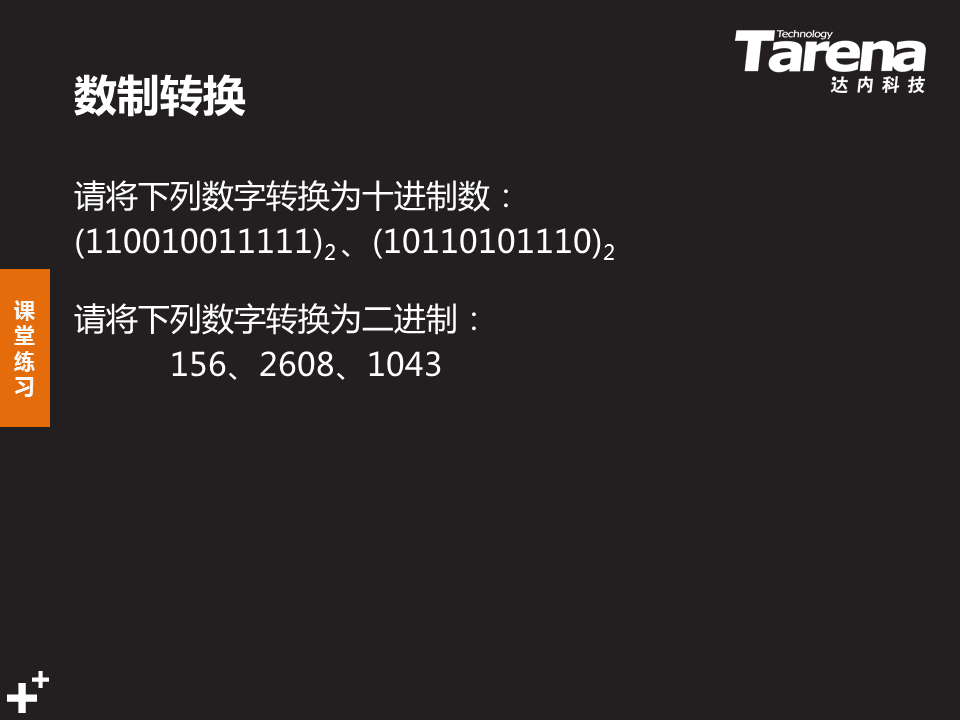 Technology
Tarena
达内科技
数制转换
请将下列数字转换为十进制数：
(110010011111)₂、(10110101110)₂
课堂练习
请将下列数字转换为二进制：
156、2608、1043